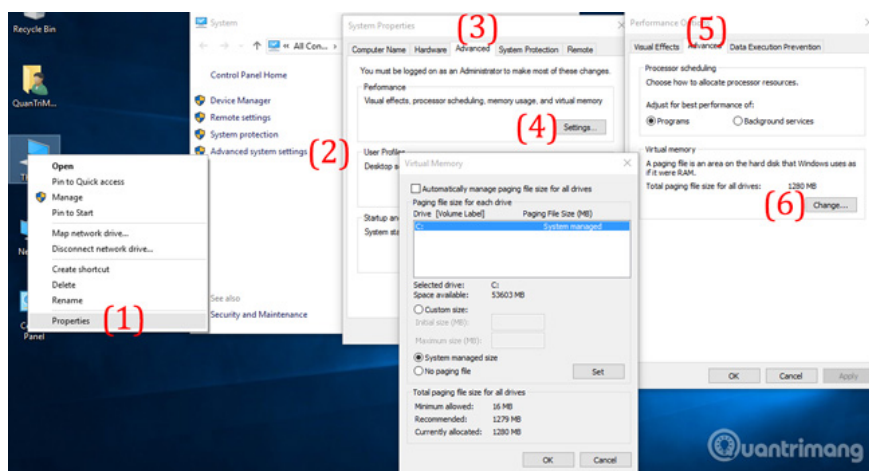 Recycle Bin
QuanTriM...
Th
Ne
C
Panel
Open
Pin to Quick access
Manage
Pin to Start
Map network drive...
Disconnect network drive...
Create shortcut
Delete
Rename
Properties
(1)
System
« All Con... ›
Control Panel Home
Device Manager
Remote settings
System protection
Advanced system settings
(2)
See also
Security and Maintenance
System Properties
(3)
Computer Name Hardware Advanced System Protection Remote
You must be logged on as an Administrator to make most of these changes.
Performance
Visual effects, processor scheduling, memory usage, and virtual memory
(4)
Settings...
User Profiles
Desktop s
Startup an
System sta
Virtual Memory
Automatically manage paging file size for all drives
Paging file size for each drive
Drive [Volume Label] Paging File Size (MB)
C: System managed
Selected drive: C:
Space available: 53603 MB
Custom size:
Initial size (MB):
Maximum size (MB):
System managed size
No paging file
Set
Total paging file size for all drives
Minimum allowed: 16 MB
Recommended: 1279 MB
Currently allocated: 1280 MB
OK Cancel
Performance O
(5)
Visual Effects Advanced Data Execution Prevention
Processor scheduling
Choose how to allocate processor resources.
Adjust for best performance of:
Programs Background services
Virtual memory
A paging file is an area on the hard disk that Windows uses as
if it were RAM.
Total paging file size for all drives: 1280 MB
(6)
Change...
OK Cancel Apply
Quantrimang